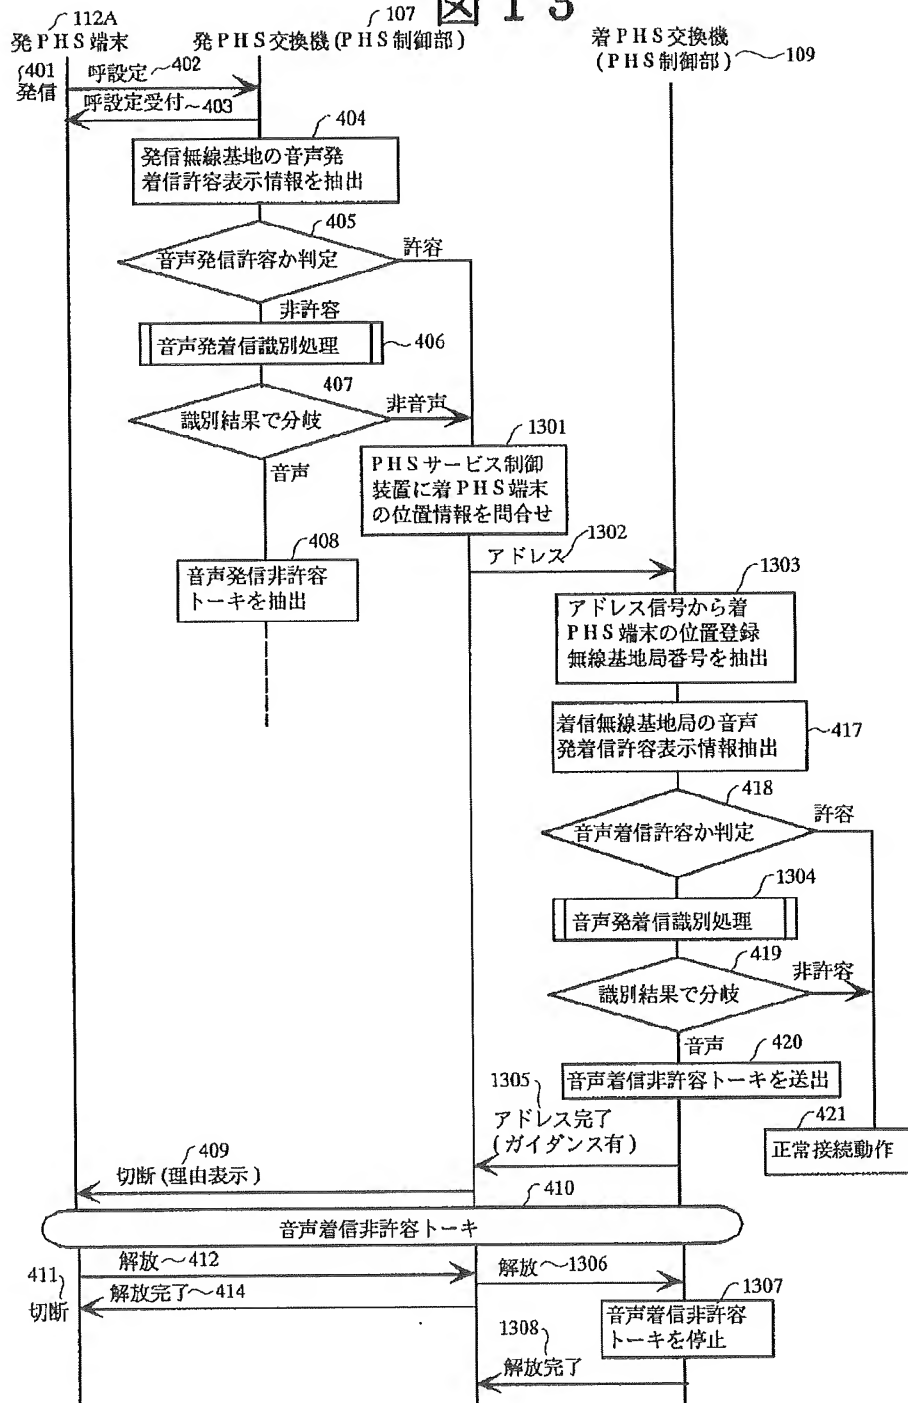 図13
112A
発PHS端末
107
発PHS交換機(PHS制御部)
着PHS交換機
(PHS制御部)
109
401
発信
呼設定
402
呼設定受付
403
404
発信無線基地の音声発
着信許容表示情報を抽出
405
音声発信許容か判定
許容
非許容
音声発着信識別処理
406
407
識別結果で分岐
非音声
音声
1301
PHSサービス制御
装置に着PHS端末
の位置情報を問合せ
408
音声発信非許容
トーキを抽出
1302
アドレス
1303
アドレス信号から着
PHS端末の位置登録
無線基地局番号を抽出
着信無線基地局の音声
発着信許容表示情報抽出
417
418
音声着信許容か判定
許容
1304
音声発着信識別処理
419
識別結果で分岐
非許容
音声
420
音声着信非許容トーキを送出
1305
アドレス完了
(ガイダンス有)
421
正常接続動作
409
切断(理由表示)
410
音声着信非許容トーキ
411
切断
解放
412
解放
1306
解放完了
414
1307
音声着信非許容
トーキを停止
1308
解放完了